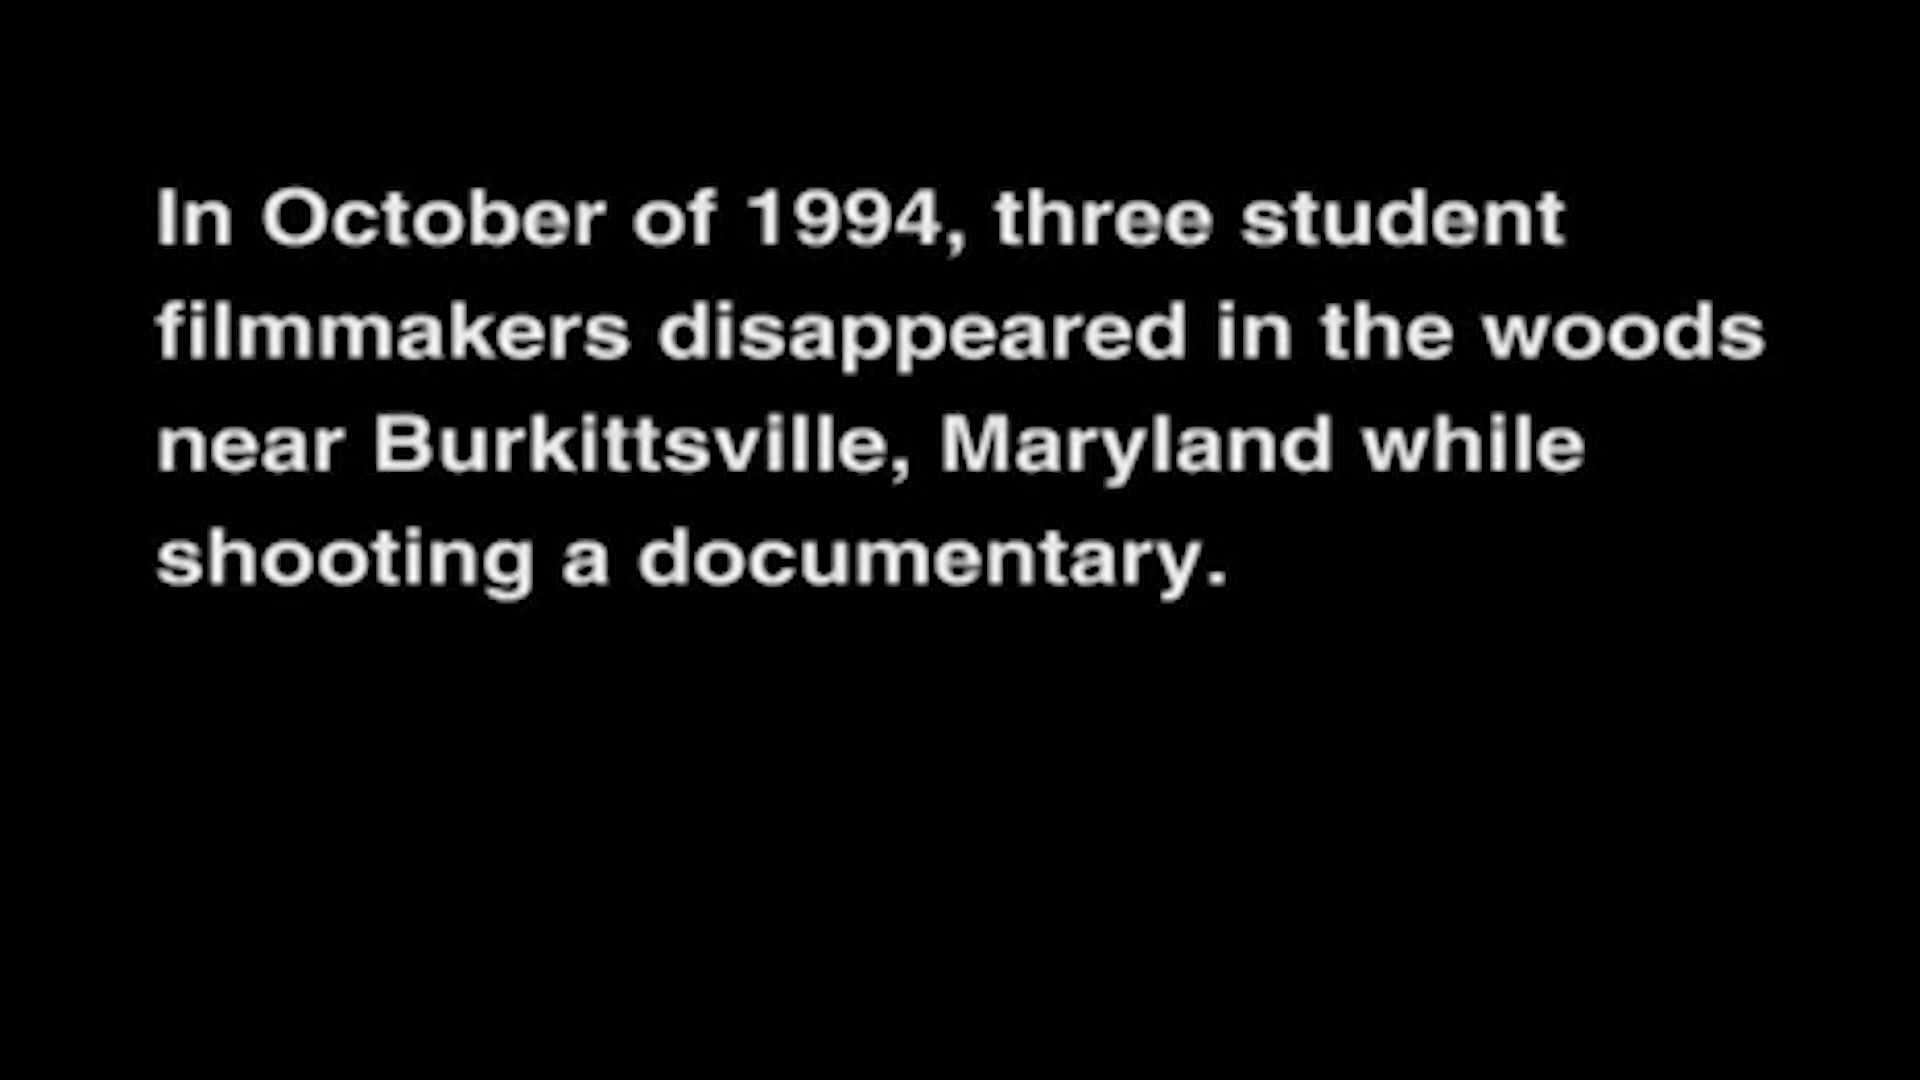 In October of 1994, three student
filmmakers disappeared in the woods
near Burkittsville, Maryland while
shooting a documentary.